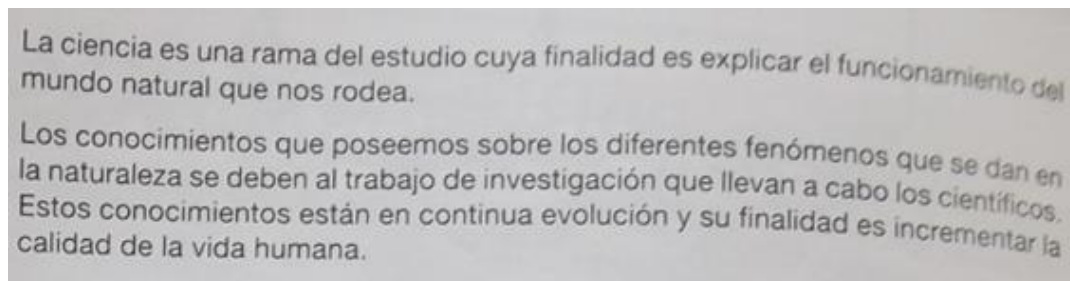 La ciencia es una rama del estudio cuya finalidad es explicar el funcionamiento del
mundo natural que nos rodea.
Los conocimientos que poseemos sobre los diferentes fenómenos que se dan en
la naturaleza se deben al trabajo de investigación que llevan a cabo los científicos.
Estos conocimientos están en continua evolución y su finalidad es incrementar la
calidad de la vida humana.